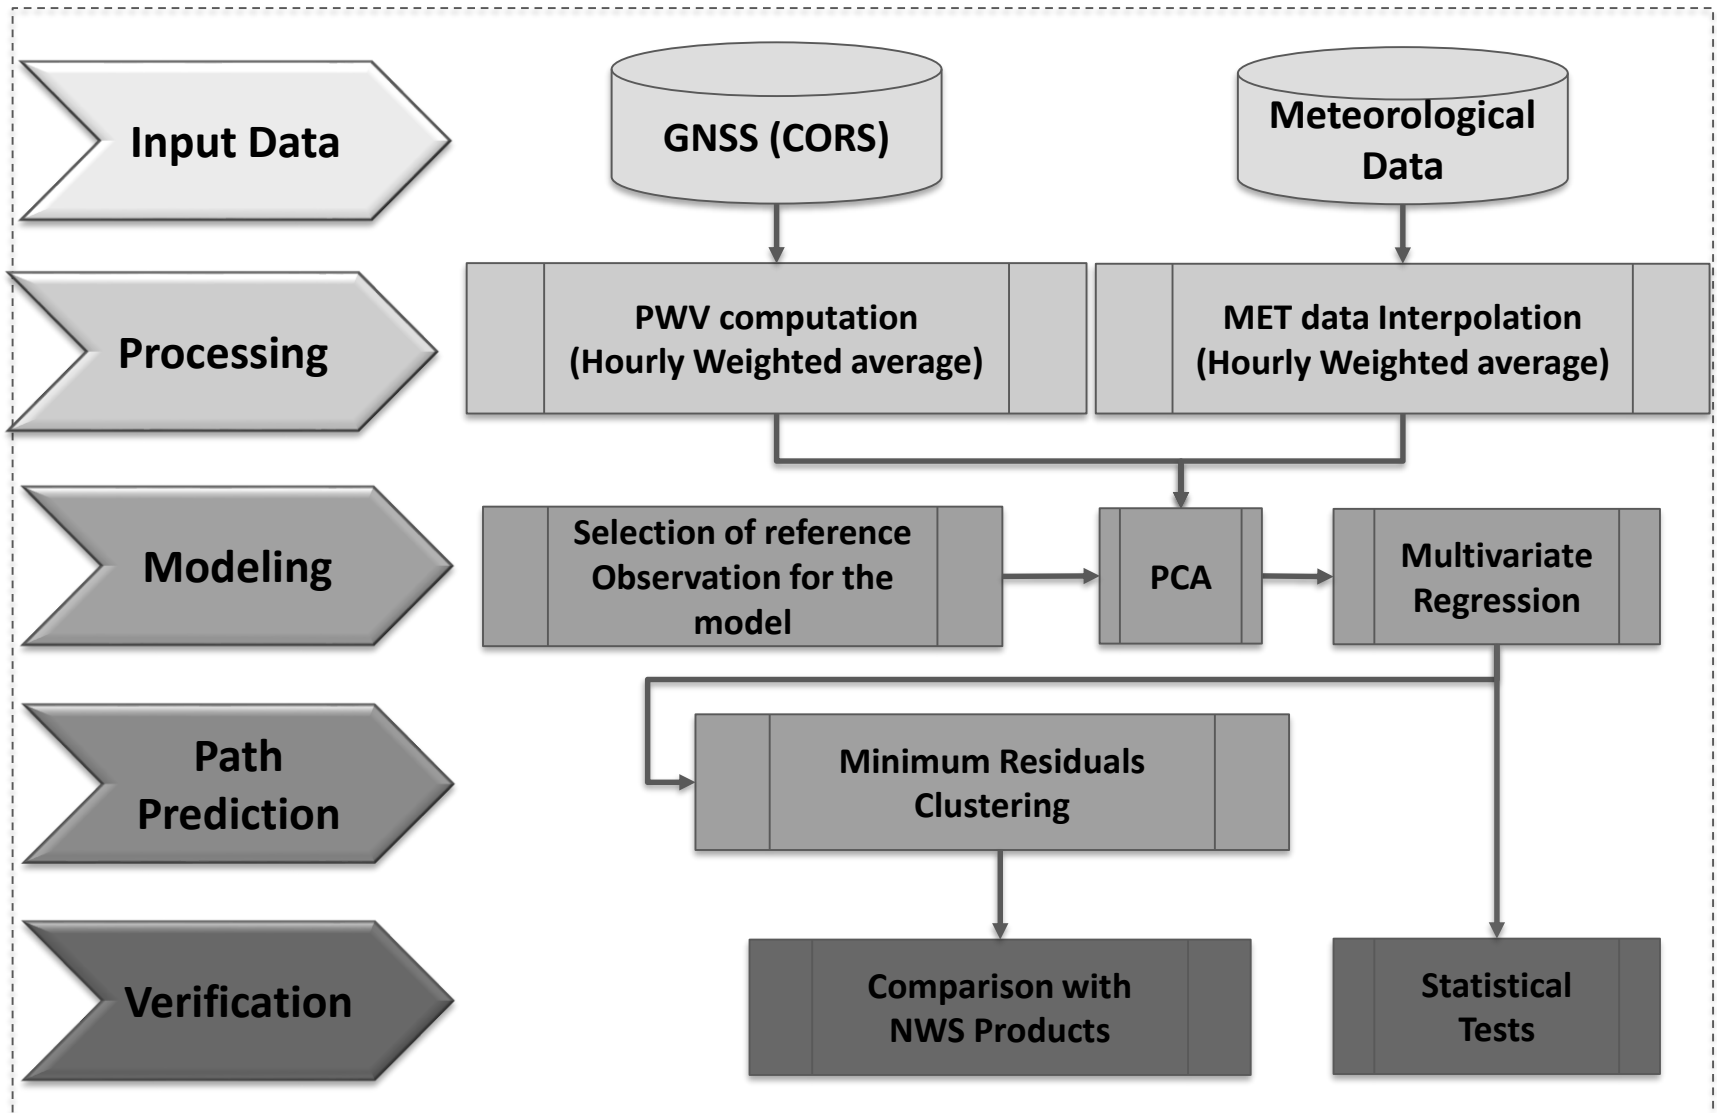 Input Data
GNSS (CORS)
Meteorological
Data
Processing
PWV computation
(Hourly Weighted average)
MET data Interpolation
(Hourly Weighted average)
Modeling
Selection of reference
Observation for the
model
PCA
Multivariate
Regression
Path
Prediction
Minimum Residuals
Clustering
Verification
Comparison with
NWS Products
Statistical
Tests